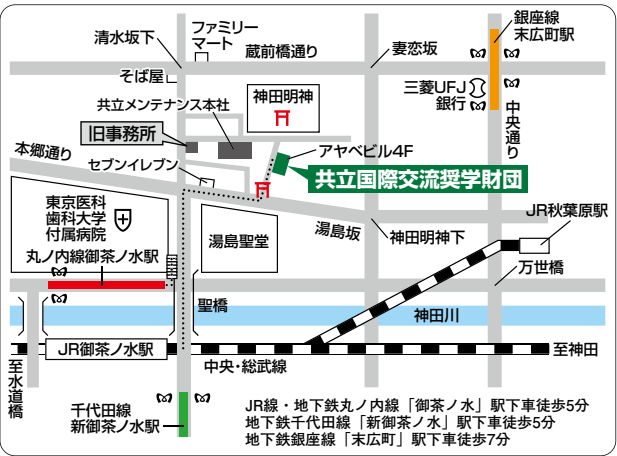 銀座線
末広町駅
ファミリー
マート
清水坂下
蔵前橋通り
妻恋坂
そば屋
三菱UFJ
銀行
中央通り
共立メンテナンス本社
神田明神
旧事務所
本郷通り
セブンイレブン
アヤベビル4F
共立国際交流奨学財団
東京医科
歯科大学
付属病院
湯島聖堂
湯島坂
神田明神下
JR秋葉原駅
丸ノ内線御茶ノ水駅
万世橋
聖橋
神田川
JR御茶ノ水駅
中央・総武線
至神田
至水道橋
千代田線
新御茶ノ水駅
JR線・地下鉄丸ノ内線「御茶ノ水」駅下車徒歩5分
地下鉄千代田線「新御茶ノ水」駅下車徒歩5分
地下鉄銀座線「末広町」駅下車徒歩7分